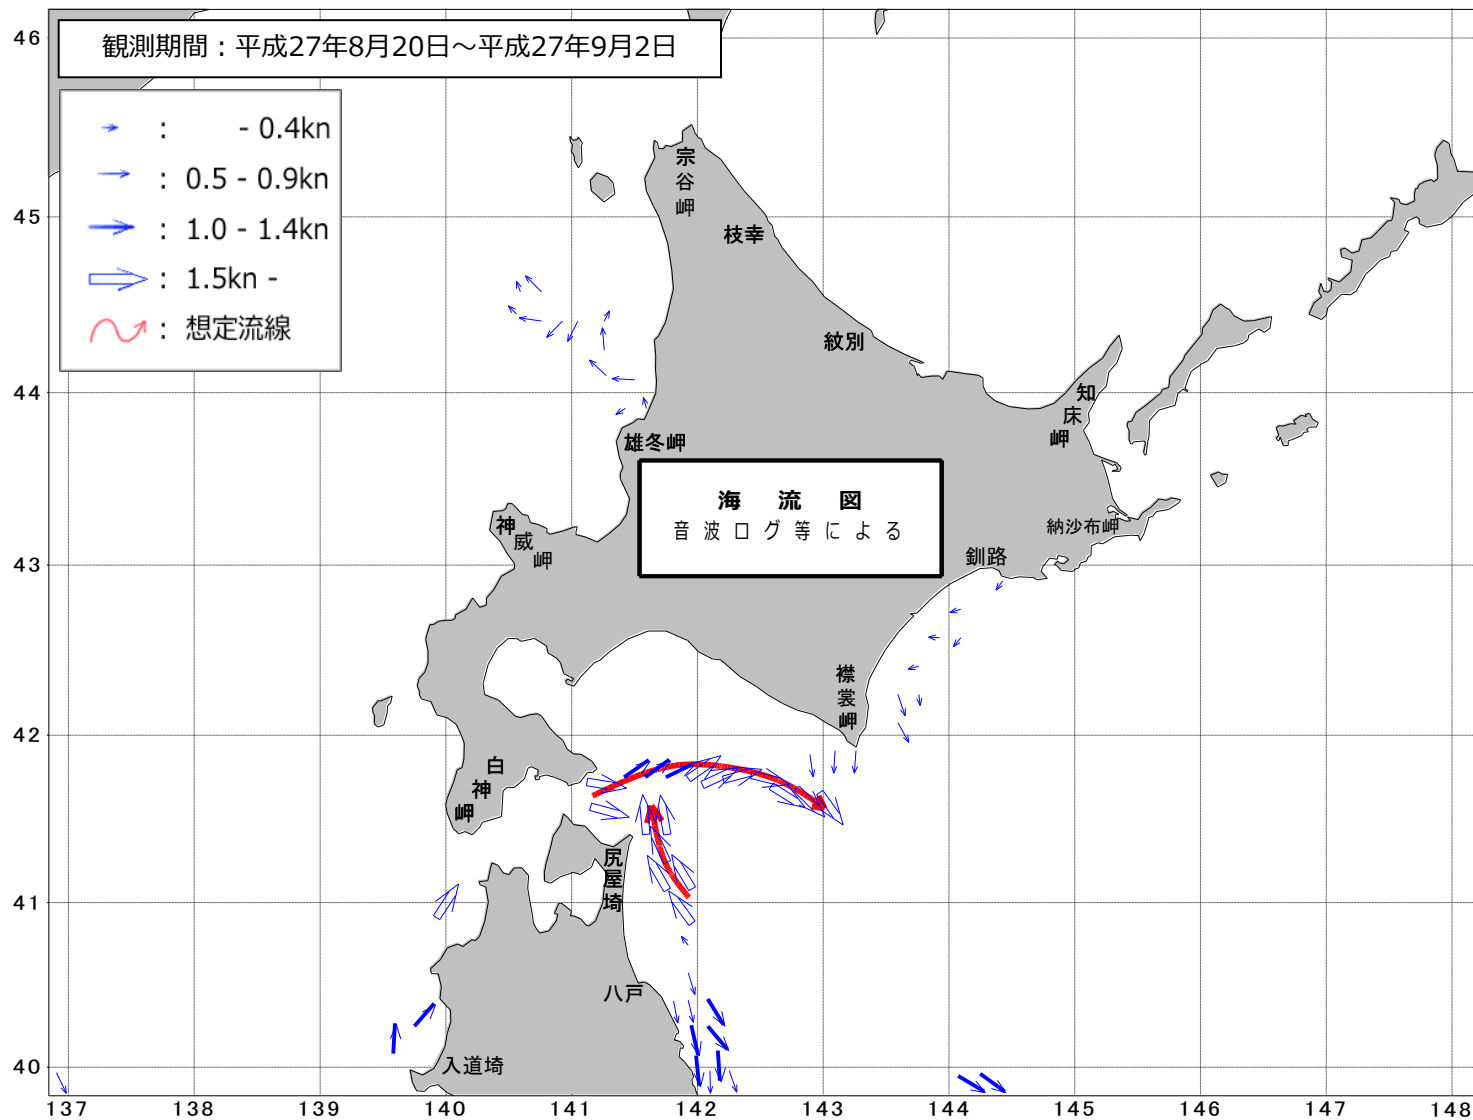 観測期間：平成27年8月20日～平成27年9月2日
： - 0.4kn
： 0.5 - 0.9kn
： 1.0 - 1.4kn
： 1.5kn -
： 想定流線
宗谷岬
枝幸
紋別
知床岬
雄冬岬
海 流 図
音 波 ロ グ 等 に よ る
納沙布岬
神威岬
釧路
襟裳岬
白神岬
尻屋埼
八戸
入道埼
46
45
44
43
42
41
40
137 138 139 140 141 142 143 144 145 146 147 148